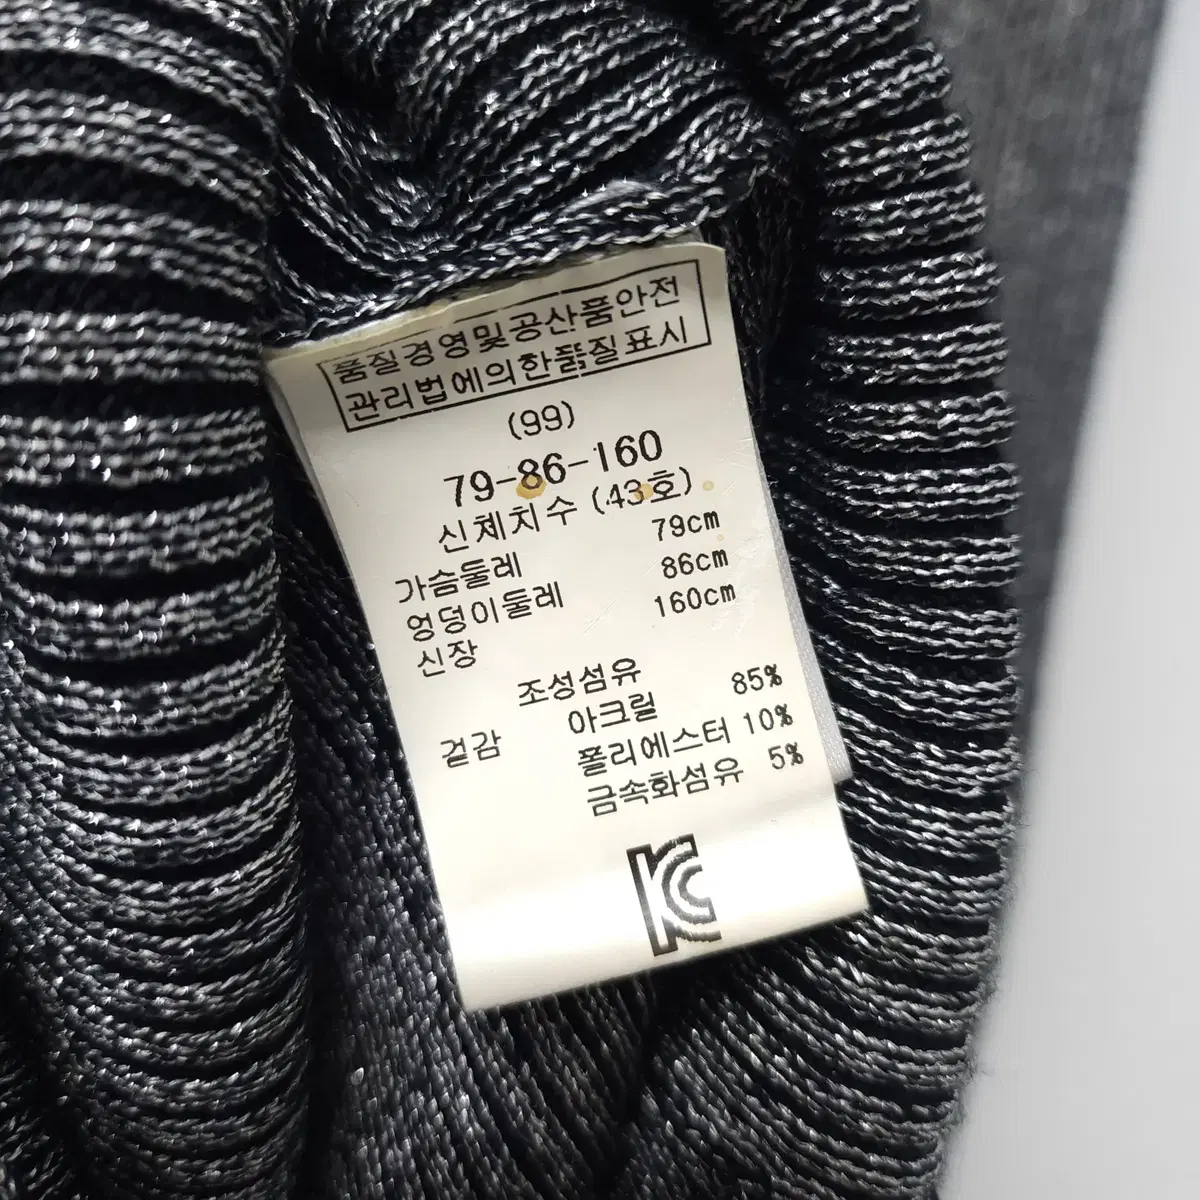 품질경영및공산품안전
관리법에의한품질표시
(99)
79-86-160
신체치수 (43호)
가슴둘레 79cm
엉덩이둘레 86cm
신장 160cm
조성섬유
겉감 아크릴 85%
폴리에스터 10%
금속화섬유 5%
KC